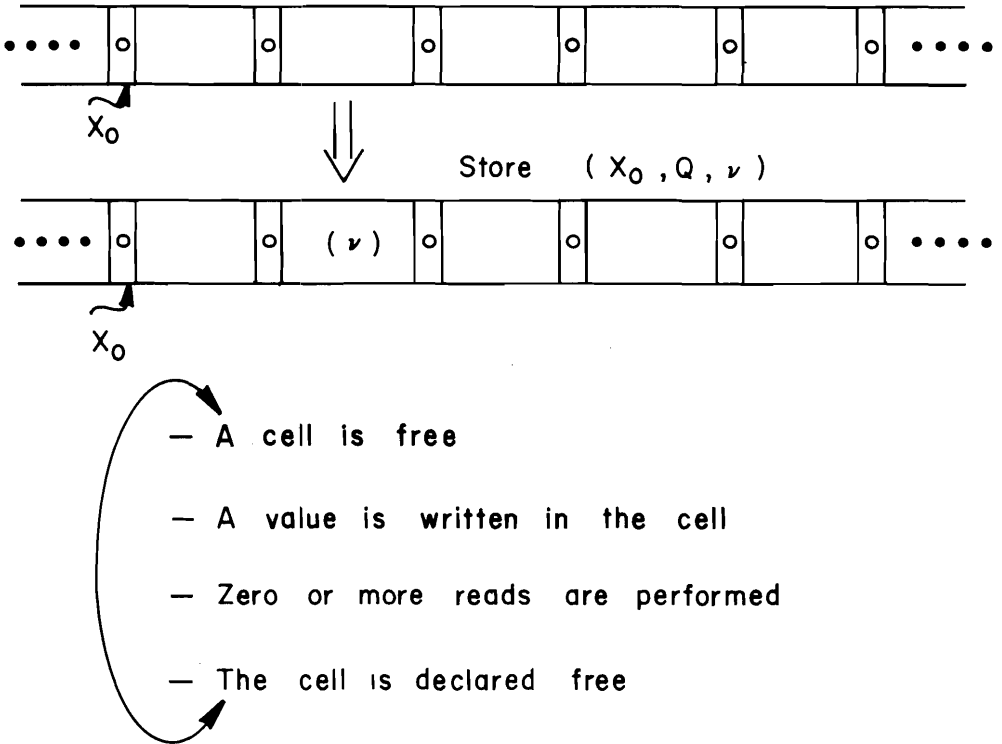 X₀
Store ( X₀ , Q , ν )
( ν )
X₀
— A cell is free
— A value is written in the cell
— Zero or more reads are performed
— The cell is declared free